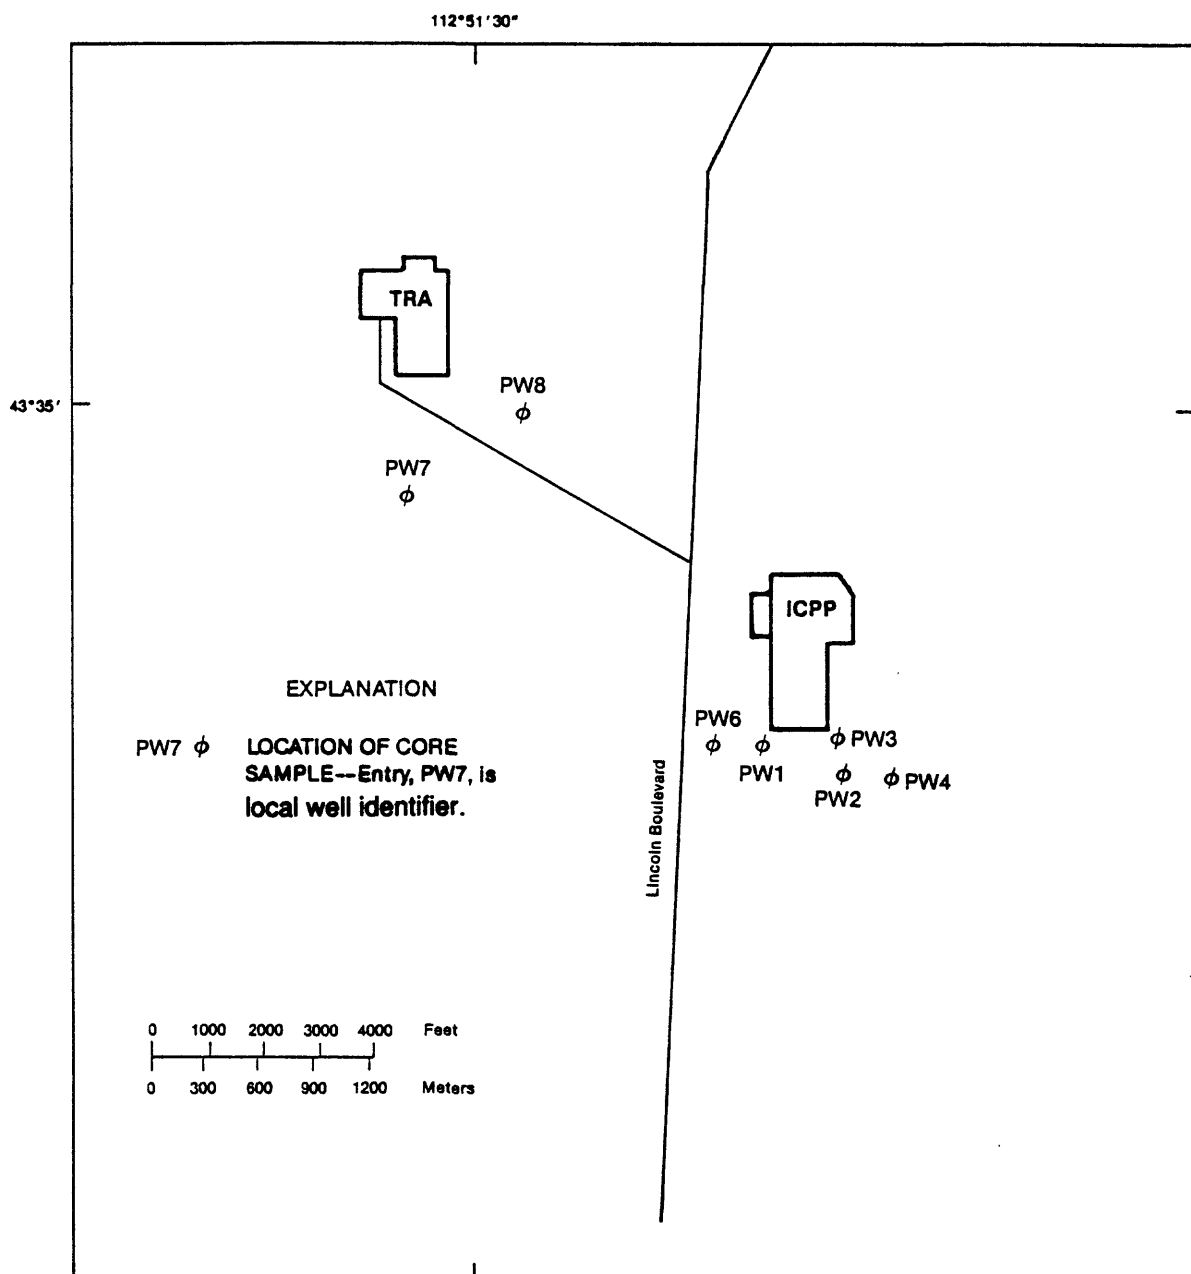 112°51'30"
TRA
PW8
43°35'
PW7
ICPP
EXPLANATION
PW7 LOCATION OF CORE
SAMPLE--Entry, PW7, is
local well identifier.
PW6
PW1
PW3
PW2
PW4
Lincoln Boulevard
0 1000 2000 3000 4000 Feet
0 300 600 900 1200 Meters